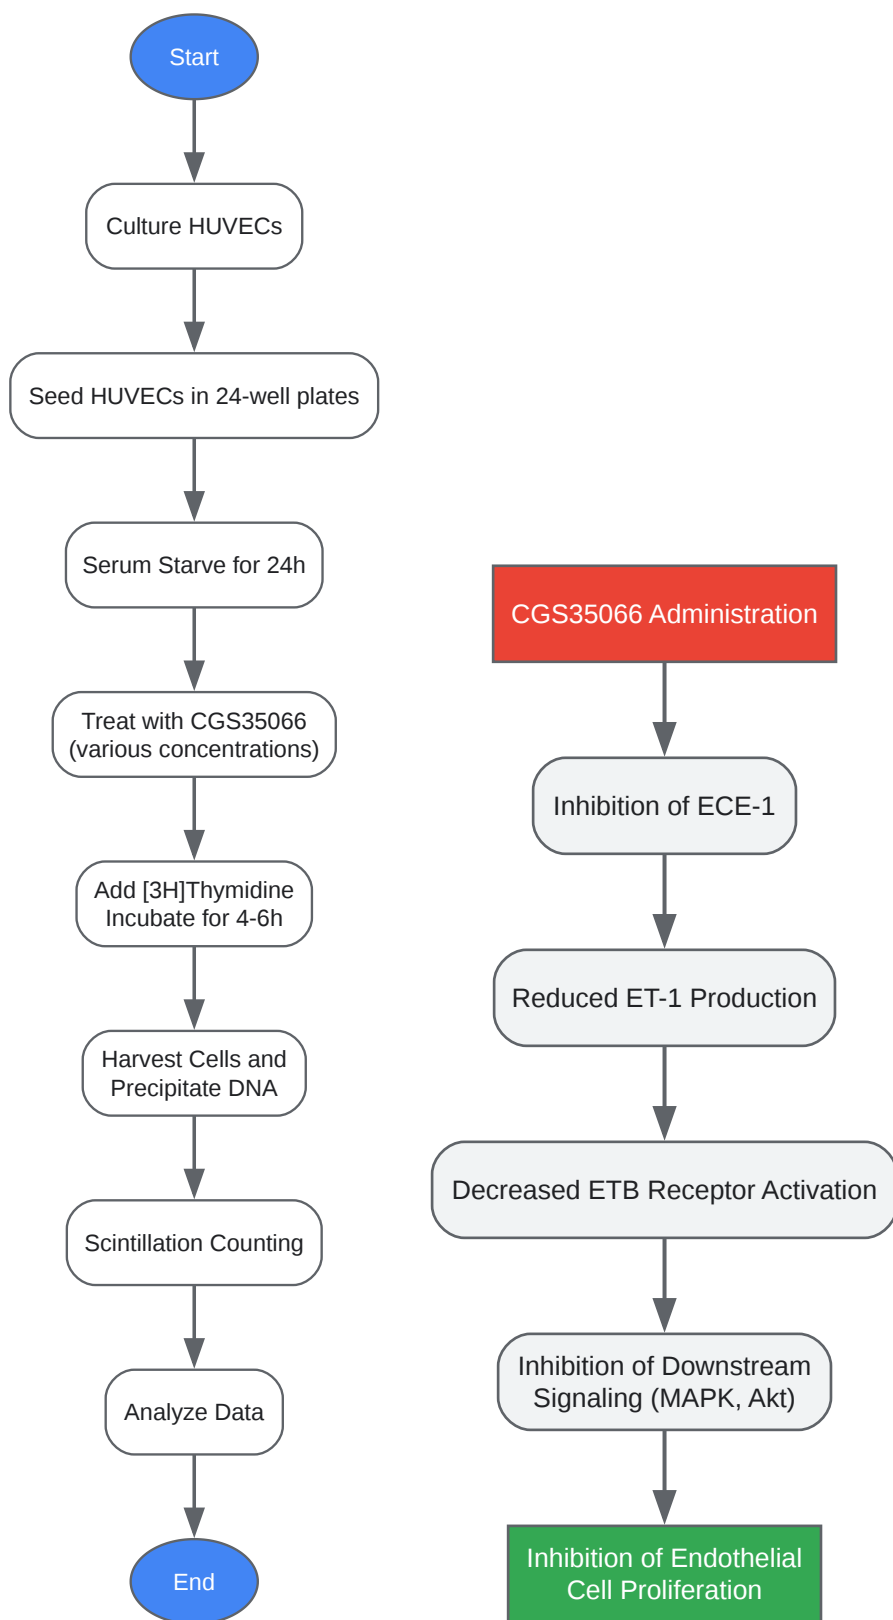 Start
Culture HUVECs
Seed HUVECs in 24-well plates
Serum Starve for 24h
Treat with CGS35066
(various concentrations)
Add [3H]Thymidine
Incubate for 4-6h
Harvest Cells and
Precipitate DNA
Scintillation Counting
Analyze Data
End
CGS35066 Administration
Inhibition of ECE-1
Reduced ET-1 Production
Decreased ETB Receptor Activation
Inhibition of Downstream
Signaling (MAPK, Akt)
Inhibition of Endothelial
Cell Proliferation